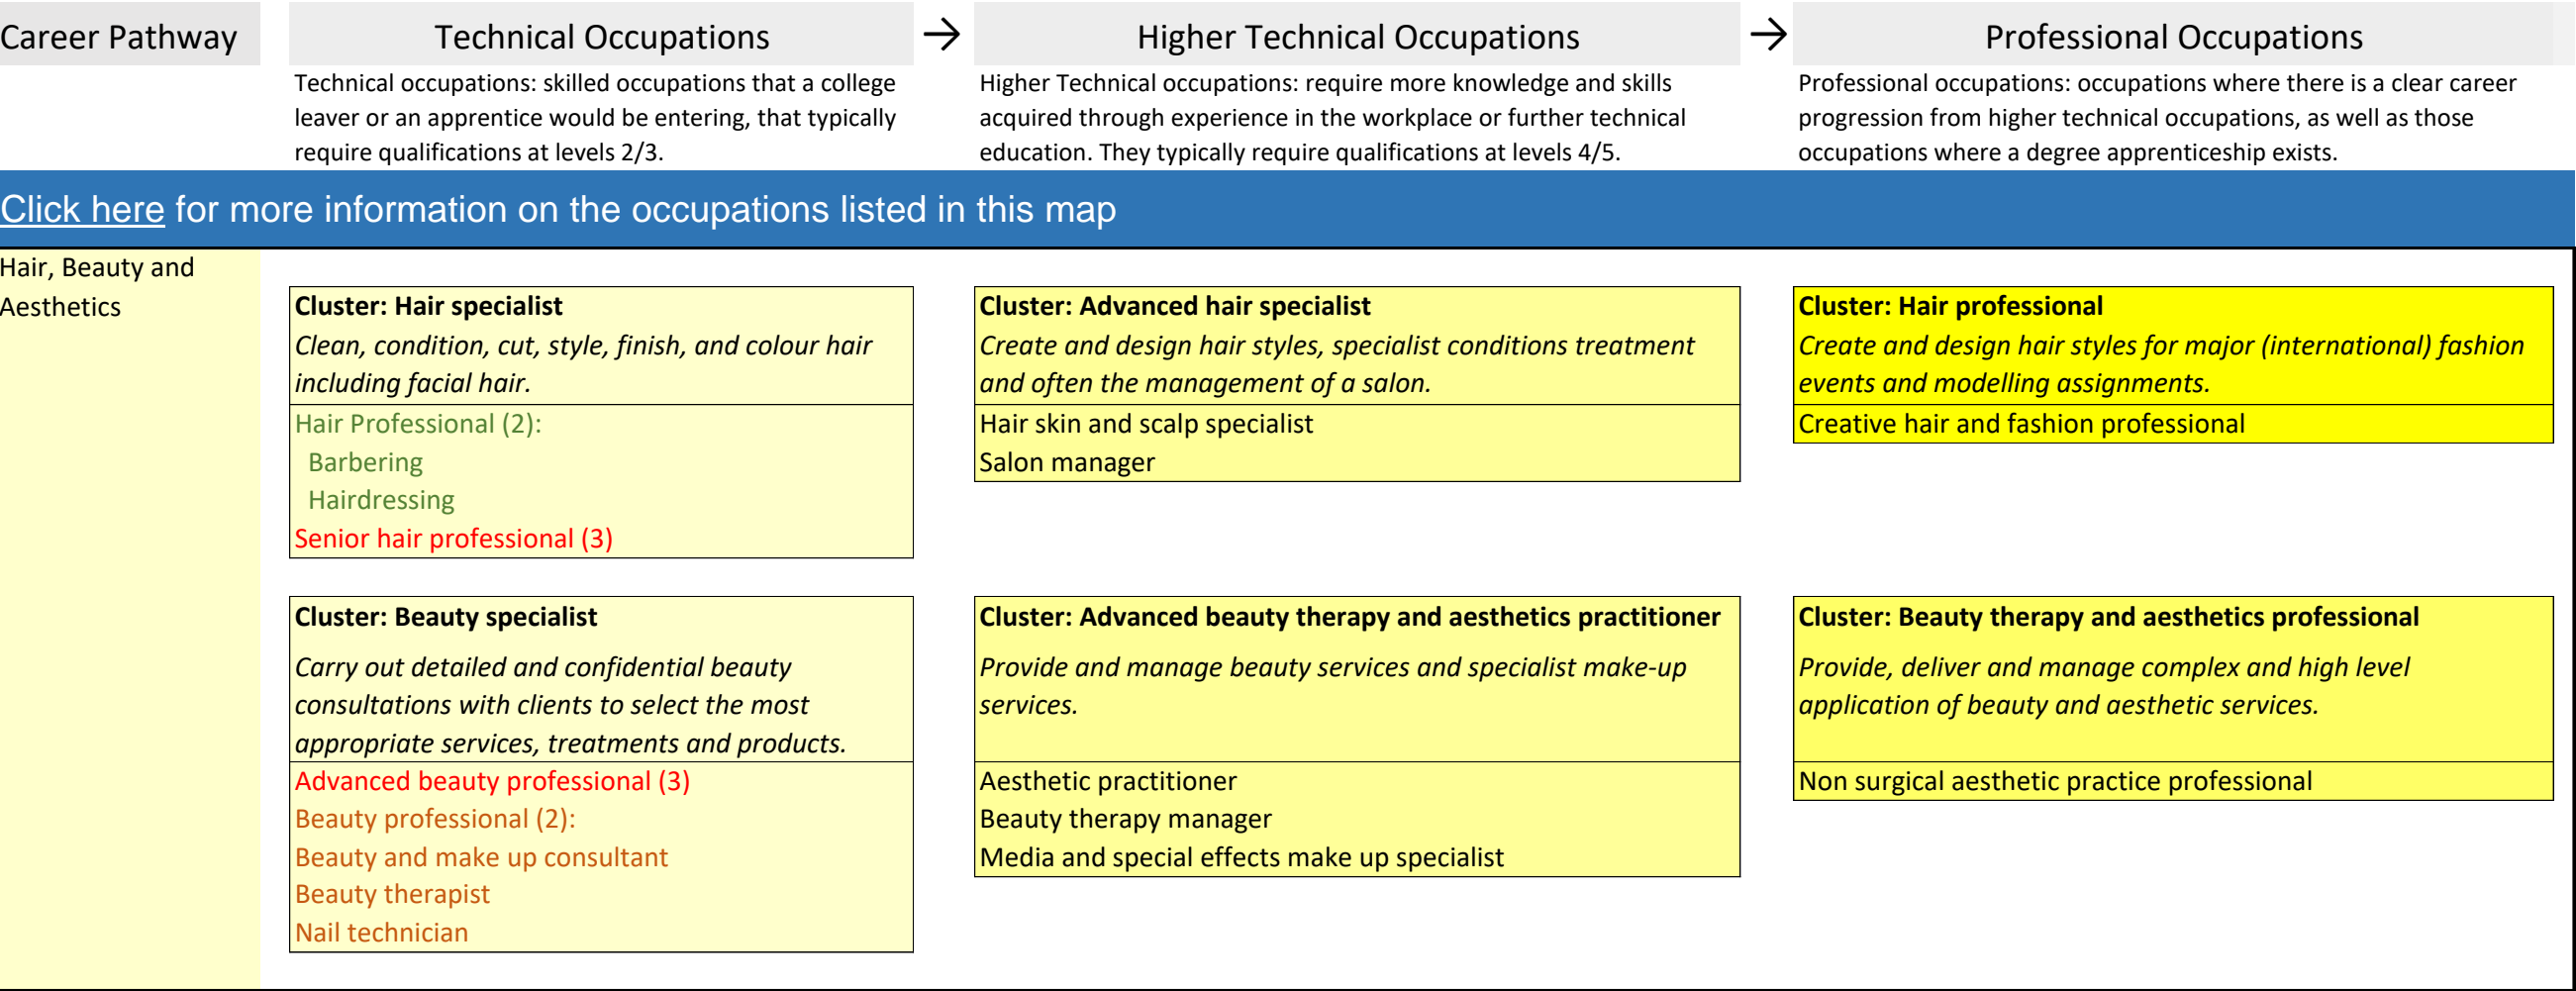 Career Pathway
Technical Occupations
→
Higher Technical Occupations
→
Professional Occupations
Technical occupations: skilled occupations that a college
leaver or an apprentice would be entering, that typically
require qualifications at levels 2/3.
Higher Technical occupations: require more knowledge and skills
acquired through experience in the workplace or further technical
education. They typically require qualifications at levels 4/5.
Professional occupations: occupations where there is a clear career
progression from higher technical occupations, as well as those
occupations where a degree apprenticeship exists.
Click here for more information on the occupations listed in this map
Hair, Beauty and
Aesthetics
Cluster: Hair specialist
Clean, condition, cut, style, finish, and colour hair
including facial hair.
Hair Professional (2):
Barbering
Hairdressing
Senior hair professional (3)
Cluster: Advanced hair specialist
Create and design hair styles, specialist conditions treatment
and often the management of a salon.
Hair skin and scalp specialist
Salon manager
Cluster: Hair professional
Create and design hair styles for major (international) fashion
events and modelling assignments.
Creative hair and fashion professional
Cluster: Beauty specialist
Carry out detailed and confidential beauty
consultations with clients to select the most
appropriate services, treatments and products.
Advanced beauty professional (3)
Beauty professional (2):
Beauty and make up consultant
Beauty therapist
Nail technician
Cluster: Advanced beauty therapy and aesthetics practitioner
Provide and manage beauty services and specialist make-up
services.
Aesthetic practitioner
Beauty therapy manager
Media and special effects make up specialist
Cluster: Beauty therapy and aesthetics professional
Provide, deliver and manage complex and high level
application of beauty and aesthetic services.
Non surgical aesthetic practice professional